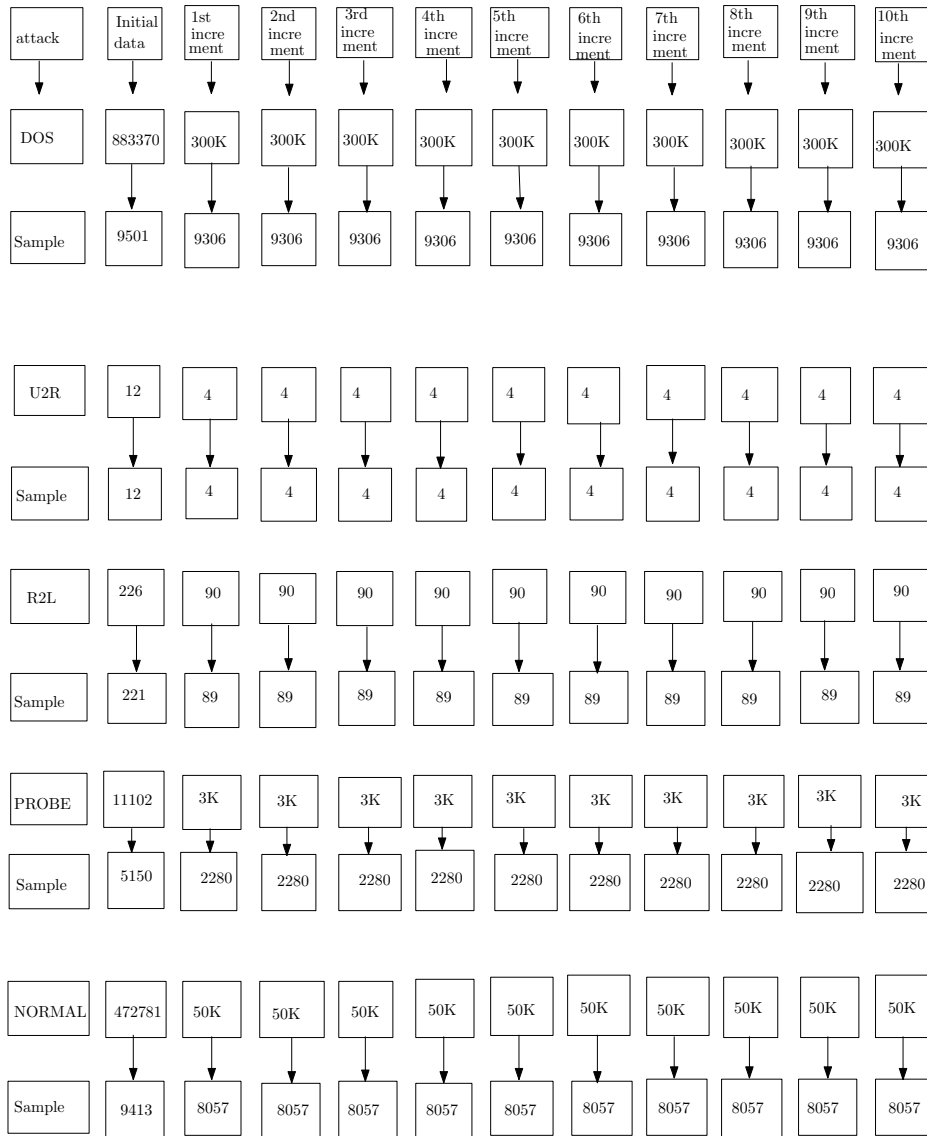 attack Initial data 1st incre ment 2nd incre ment 3rd incre ment 4th incre ment 5th incre ment 6th incre ment 7th incre ment 8th incre ment 9th incre ment 10th incre ment
DOS 883370 300K 300K 300K 300K 300K 300K 300K 300K 300K 300K
Sample 9501 9306 9306 9306 9306 9306 9306 9306 9306 9306 9306
U2R 12 4 4 4 4 4 4 4 4 4 4
Sample 12 4 4 4 4 4 4 4 4 4 4
R2L 226 90 90 90 90 90 90 90 90 90 90
Sample 221 89 89 89 89 89 89 89 89 89 89
PROBE 11102 3K 3K 3K 3K 3K 3K 3K 3K 3K 3K
Sample 5150 2280 2280 2280 2280 2280 2280 2280 2280 2280 2280
NORMAL 472781 50K 50K 50K 50K 50K 50K 50K 50K 50K 50K
Sample 9413 8057 8057 8057 8057 8057 8057 8057 8057 8057 8057